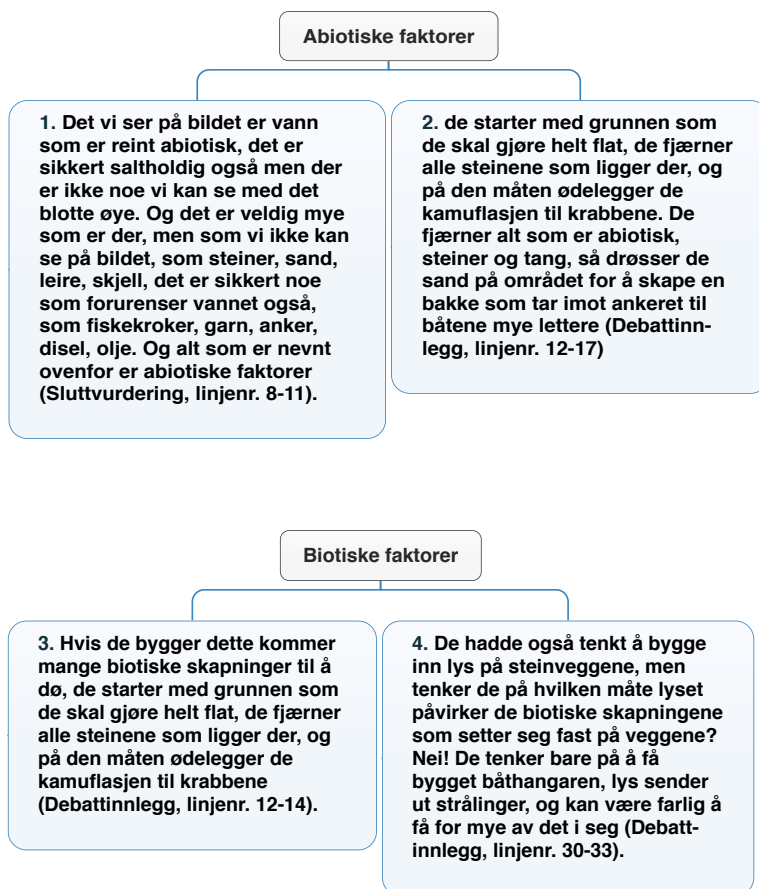 Abiotiske faktorer
1. Det vi ser på bildet er vann
som er reint abiotisk, det er
sikkert saltholdig også men der
er ikke noe vi kan se med det
blotte øye. Og det er veldig mye
som er der, men som vi ikke kan
se på bildet, som steiner, sand,
leire, skjell, det er sikkert noe
som forurenser vannet også,
som fiskekroker, garn, anker,
disel, olje. Og alt som er nevnt
ovenfor er abiotiske faktorer
(Sluttvurdering, linjenr. 8-11).
2. de starter med grunnen som
de skal gjøre helt flat, de fjærner
alle steinene som ligger der, og
på den måten ødelegger de
kamuflasjen til krabbene. De
fjærner alt som er abiotisk,
steiner og tang, så drøsser de
sand på området for å skape en
bakke som tar imot ankeret til
båtene mye lettere (Debattinn-
legg, linjenr. 12-17)
Biotiske faktorer
3. Hvis de bygger dette kommer
mange biotiske skapninger til å
dø, de starter med grunnen som
de skal gjøre helt flat, de fjærner
alle steinene som ligger der, og
på den måten ødelegger de
kamuflasjen til krabbene
(Debattinnlegg, linjenr. 12-14).
4. De hadde også tenkt å bygge
inn lys på steinveggene, men
tenker de på hvilken måte lyset
påvirker de biotiske skapningene
som setter seg fast på veggene?
Nei! De tenker bare på å få
bygget båthangaren, lys sender
ut strålinger, og kan være farlig å
få for mye av det i seg (Debatt-
innlegg, linjenr. 30-33).